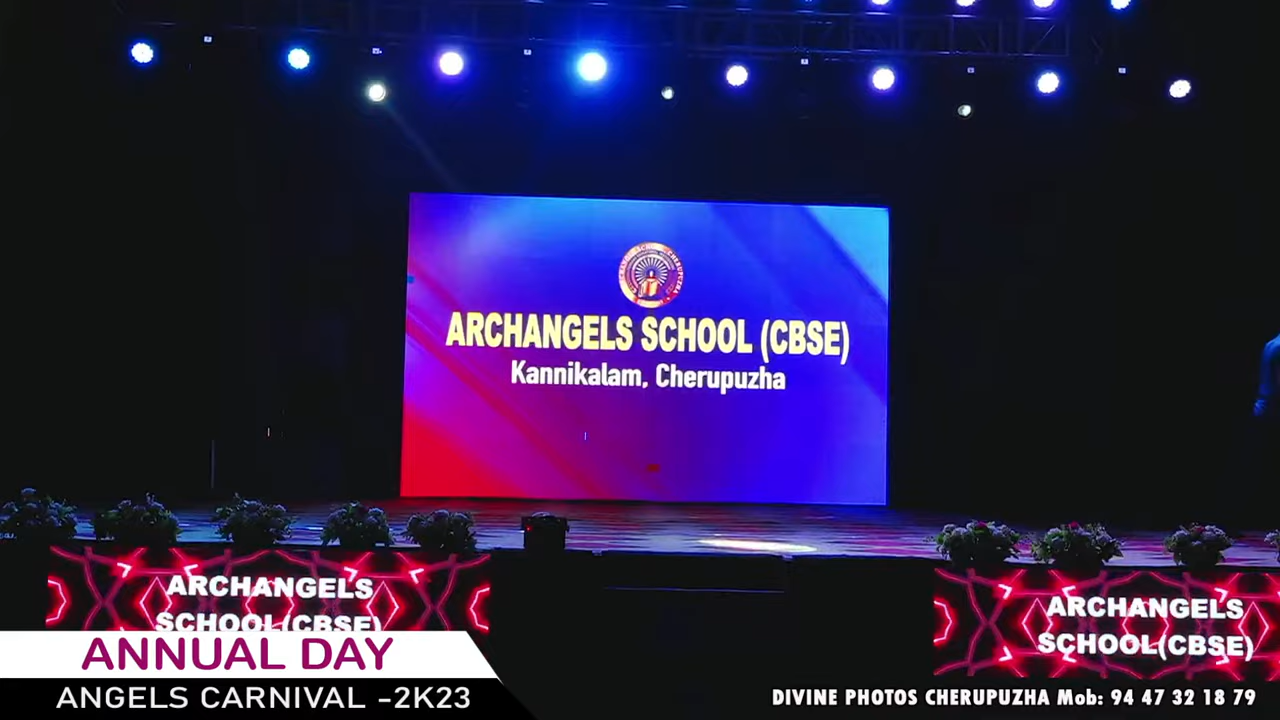 ARCHANGELS SCHOOL (CBSE)
Kannikalam, Cherupuzha
ARCHANGELS
SCHOOL(CBSE)
ARCHANGELS
SCHOOL(CBSE)
ANNUAL DAY
ANGELS CARNIVAL -2K23
DIVINE PHOTOS CHERUPUZHA Mob: 94 47 32 18 79